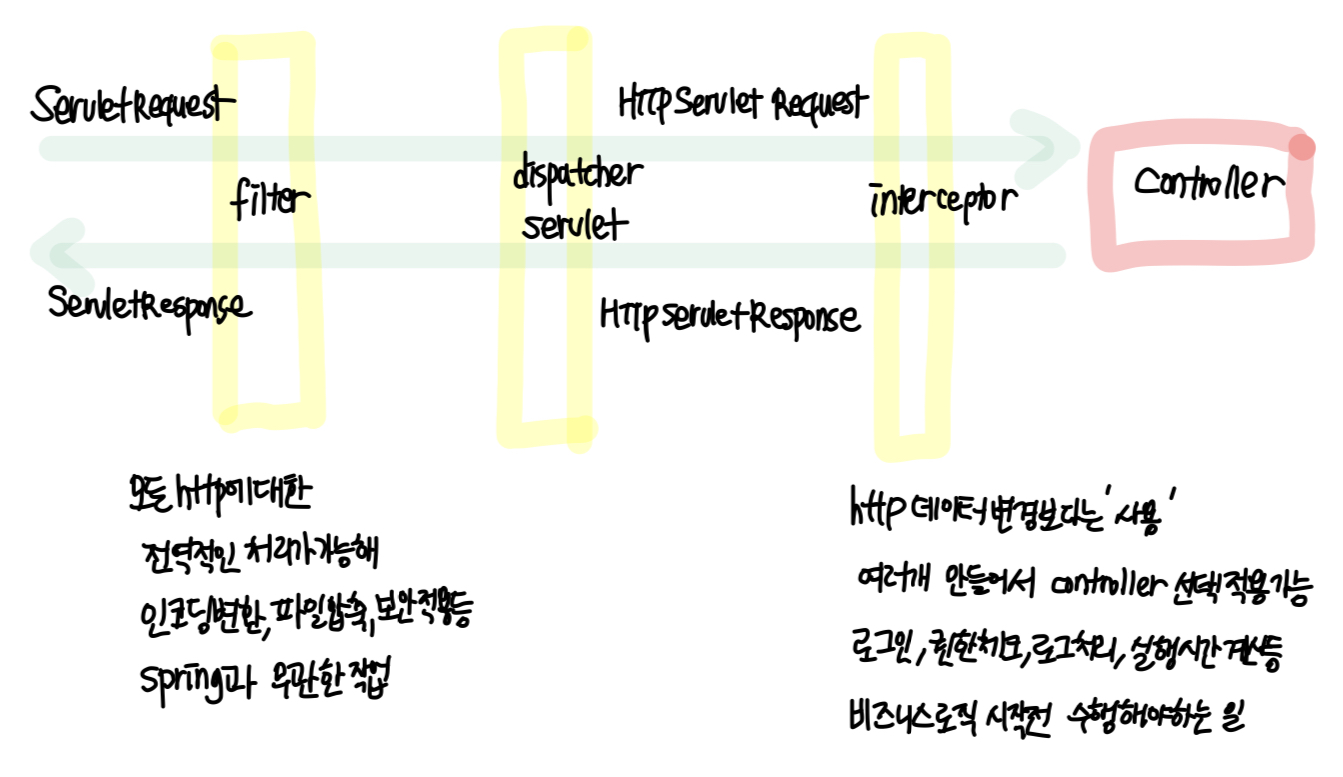 ServletRequest
HTTP Servlet Request
filter
dispatcher
servlet
interceptor
controller
ServletResponse
HTTP servletResponse
모든 http에 대한
전역적인 처리가 가능해
인코딩변환, 파일압축, 보안적용등
spring과 무관한 작업
http 데이터 변경보다는 '사용'
여러개 만들어서 controller 선택적용가능
로그인, 권한체크, 로그처리, 실행시간 계산등
비즈니스로직 시작전 수행해야하는 일